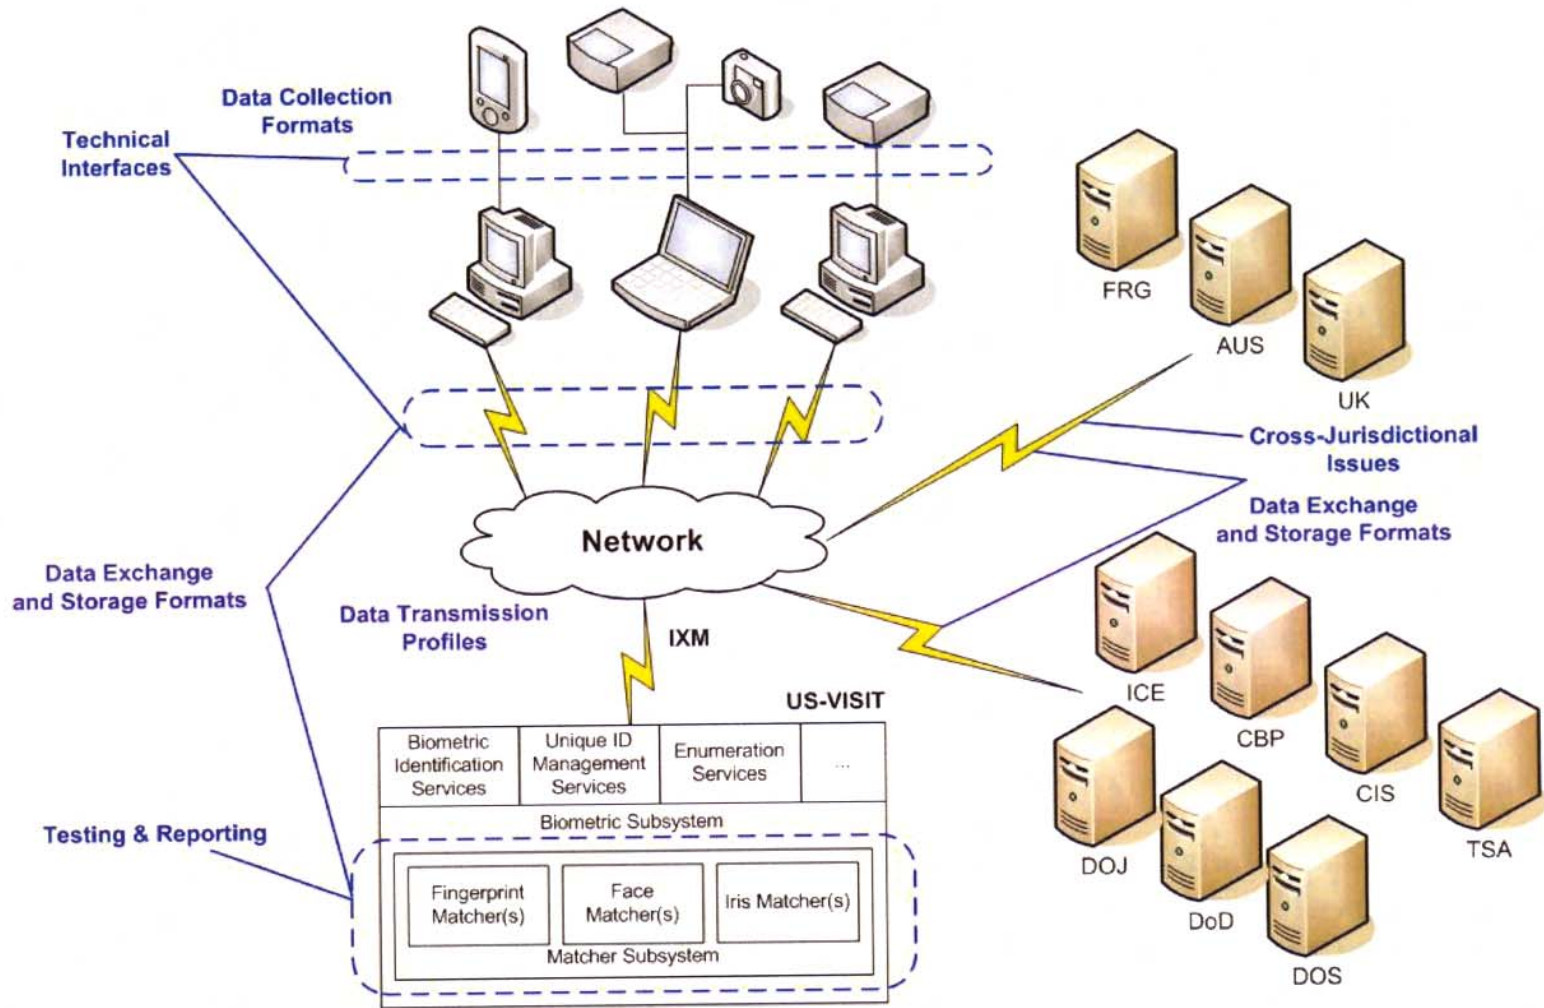 Data Collection
Formats
Technical
Interfaces
FRG
AUS
UK
Cross-Jurisdictional
Issues
Data Exchange
and Storage Formats
Network
Data Exchange
and Storage Formats
Data Transmission
Profiles
IXM
US-VISIT
ICE
CBP
CIS
TSA
DOJ
DoD
DOS
Biometric
Identification
Services
Unique ID
Management
Services
Enumeration
Services
...
Biometric Subsystem
Testing & Reporting
Fingerprint
Matcher(s)
Face
Matcher(s)
Iris Matcher(s)
Matcher Subsystem